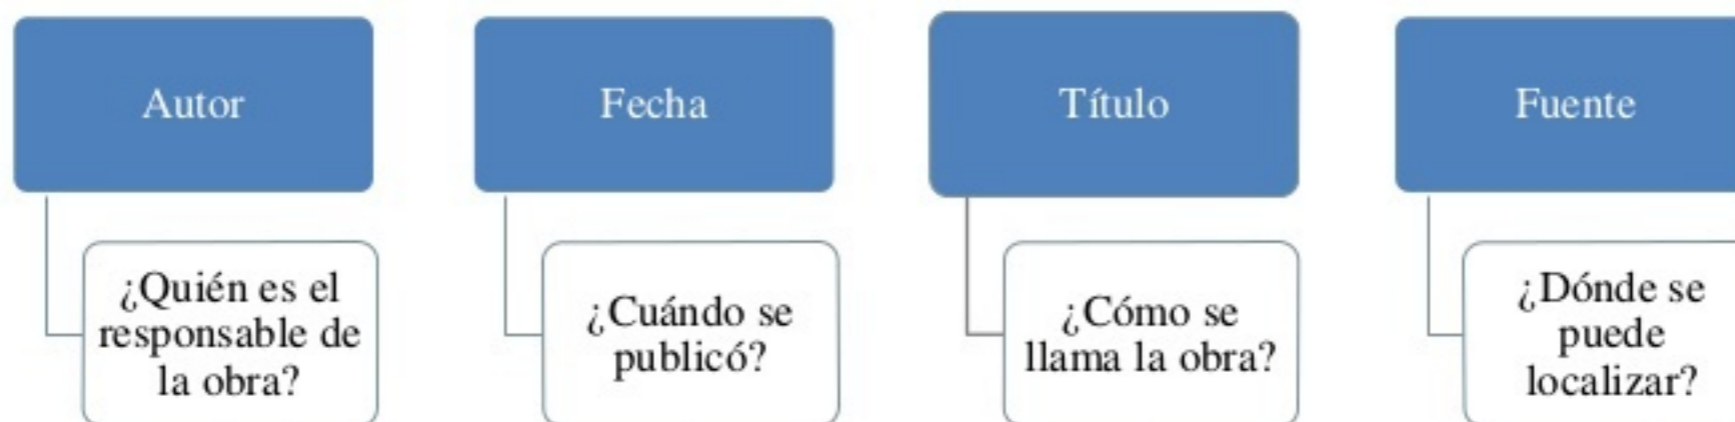 Autor
¿Quién es el
responsable de
la obra?
Fecha
¿Cuándo se
publicó?
Título
¿Cómo se
llama la obra?
Fuente
¿Dónde se
puede
localizar?